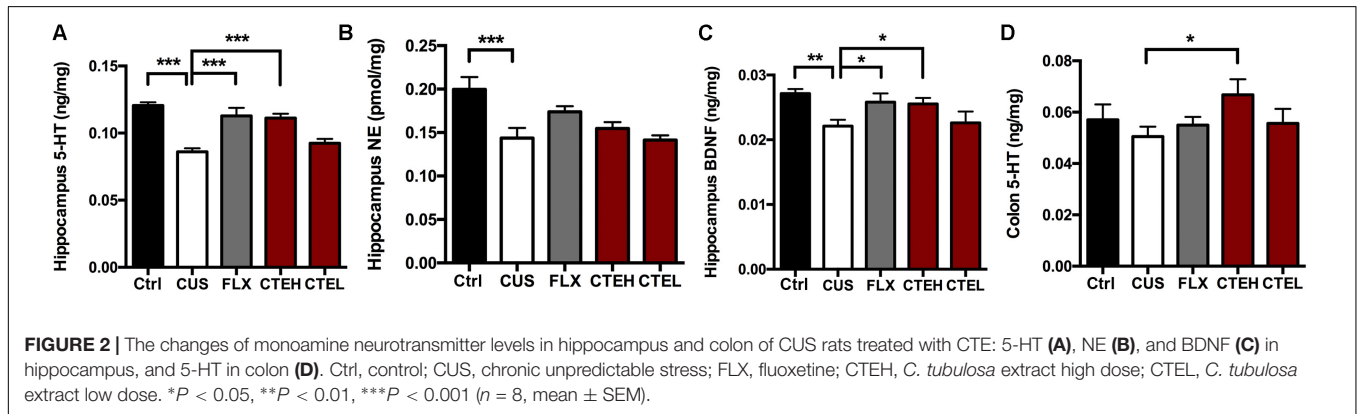 A
Hippocampus 5-HT (ng/mg)
***
***
***
0.15
0.10
0.05
0.00
Ctrl CUS FLX CTEH CTEL
B
Hippocampus NE (pmol/mg)
***
0.25
0.20
0.15
0.15
0.05
0.00
Ctrl CUS FLX CTEH CTEL
C
Hippocampus BDNF (ng/mg)
*
**
*
0.03
0.02
0.01
0.00
Ctrl CUS FLX CTEH CTEL
D
Colon 5-HT (ng/mg)
*
0.08
0.06
0.04
0.02
0.00
Ctrl CUS FLX CTEH CTEL
FIGURE 2 | The changes of monoamine neurotransmitter levels in hippocampus and colon of CUS rats treated with CTE: 5-HT (A), NE (B), and BDNF (C) in
hippocampus, and 5-HT in colon (D). Ctrl, control; CUS, chronic unpredictable stress; FLX, fluoxetine; CTEH, C. tubulosa extract high dose; CTEL, C. tubulosa
extract low dose. *P < 0.05, **P < 0.01, ***P < 0.001 (n = 8, mean ± SEM).